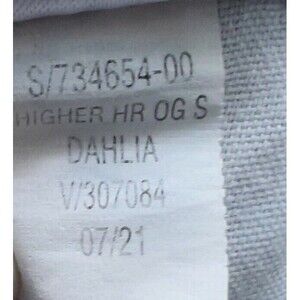 S/734654-00
HIGHER HR OG S
DAHLIA
V/307084
07/21